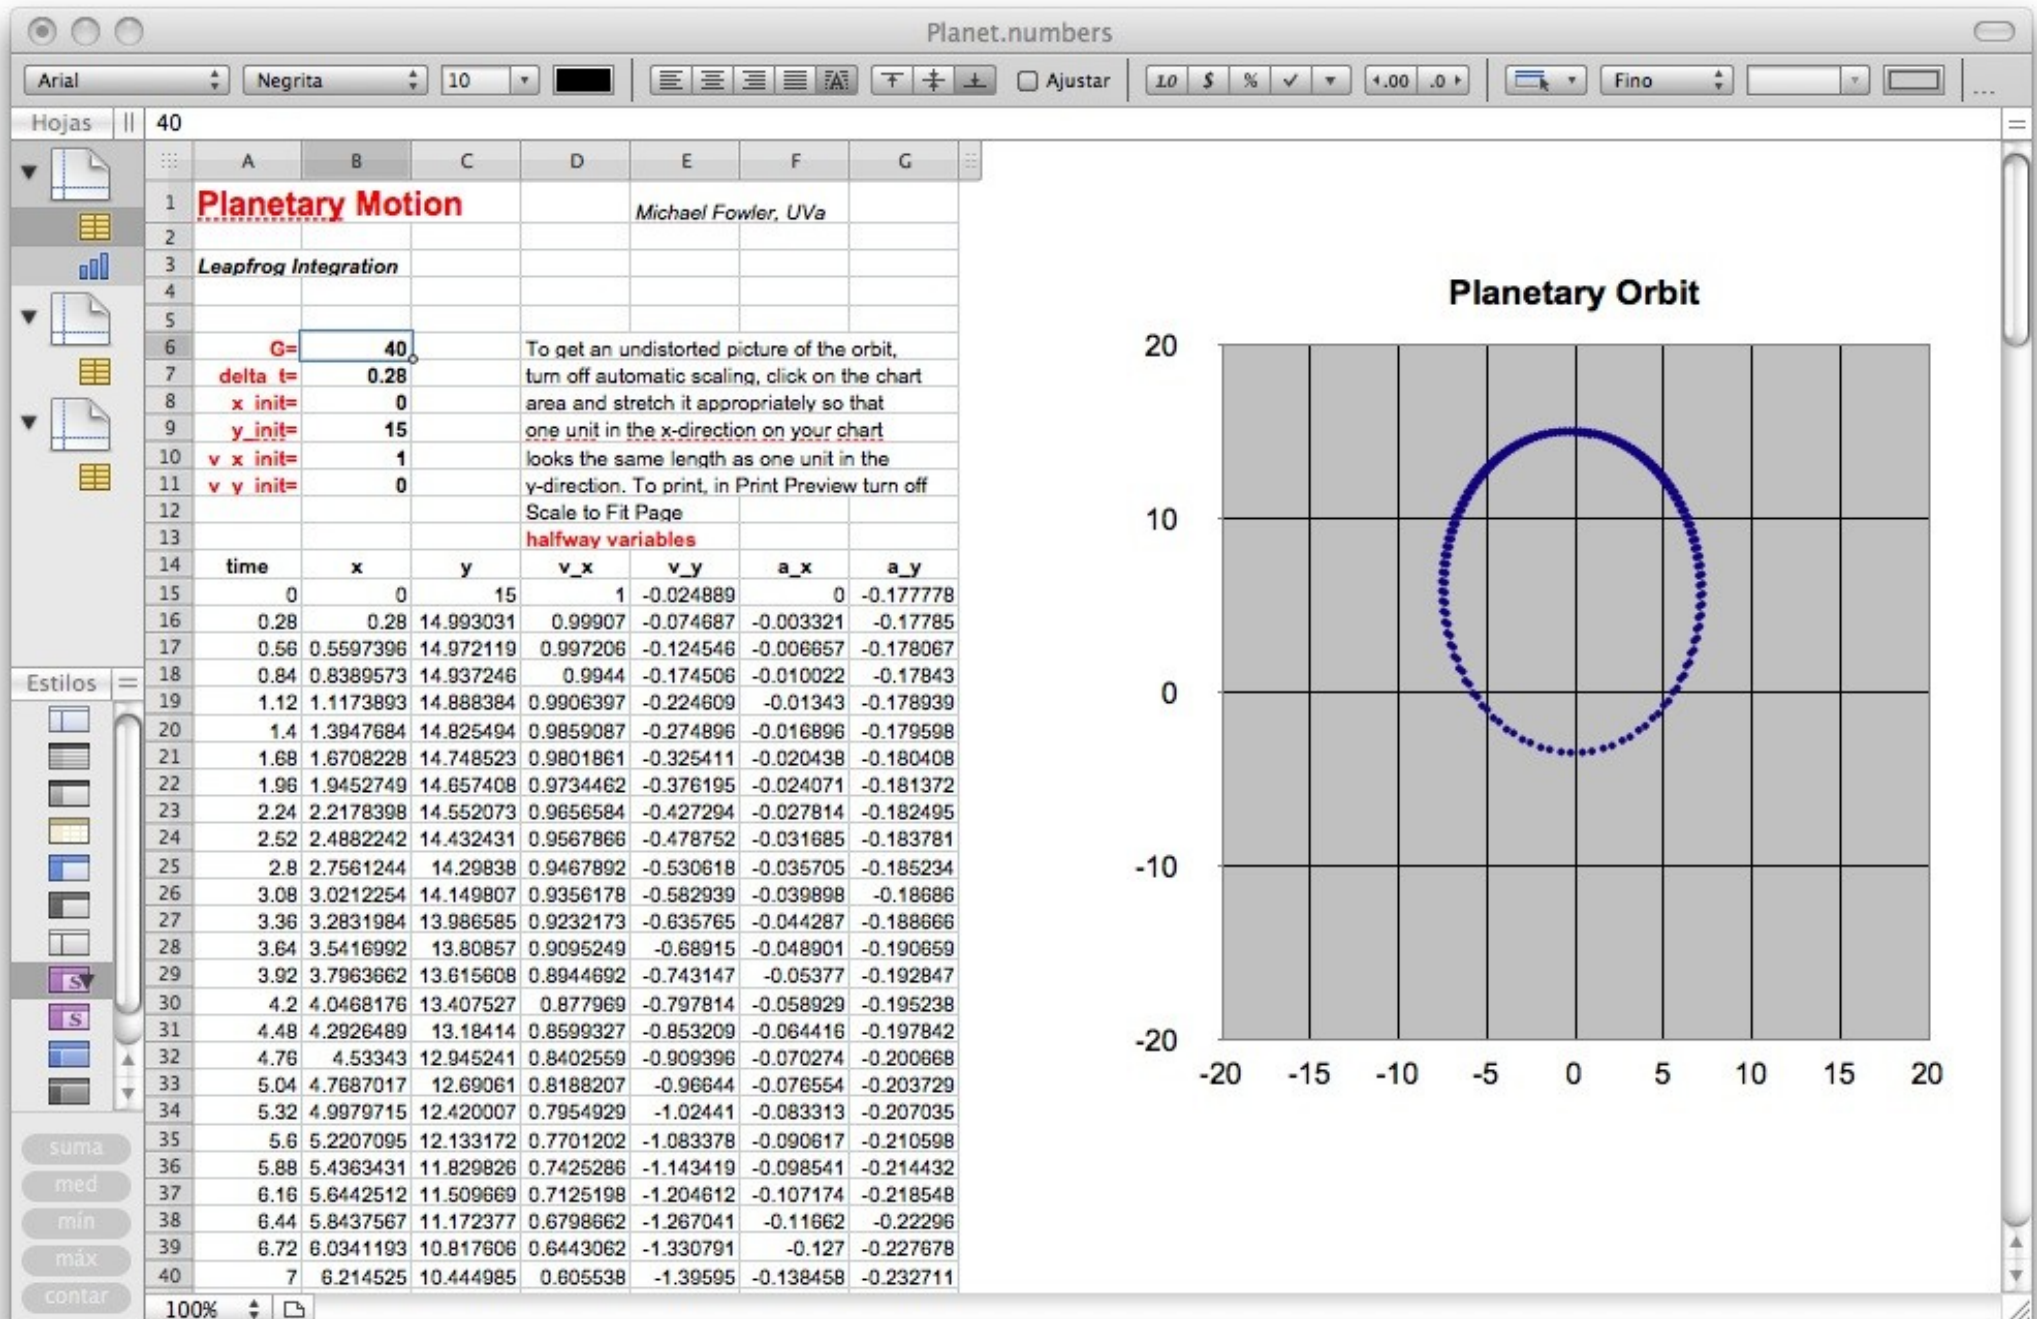 Planet.numbers
Arial Negrita 10 Ajustar 1.0 $ % .00 .0 Fino ...
Hojas 40
A B C D E F G
1 Planetary Motion Michael Fowler, UVa
2
3 Leapfrog Integration
4
5
6 G= 40 To get an undistorted picture of the orbit,
7 delta t= 0.28 turn off automatic scaling, click on the chart
8 x init= 0 area and stretch it appropriately so that
9 y_init= 15 one unit in the x-direction on your chart
10 v x init= 1 looks the same length as one unit in the
11 v y init= 0 y-direction. To print, in Print Preview turn off
12 Scale to Fit Page
13 halfway variables
14 time x y v_x v_y a_x a_y
15 0 0 15 1 -0.024889 0 -0.177778
16 0.28 0.28 14.993031 0.99907 -0.074687 -0.003321 -0.17785
17 0.56 0.5597396 14.972119 0.997206 -0.124546 -0.006657 -0.178067
18 0.84 0.8389573 14.937246 0.9944 -0.174506 -0.010022 -0.17843
19 1.12 1.1173893 14.888384 0.9906397 -0.224609 -0.01343 -0.178939
20 1.4 1.3947684 14.825494 0.9859087 -0.274896 -0.016896 -0.179598
21 1.68 1.6708228 14.748523 0.9801861 -0.325411 -0.020438 -0.180408
22 1.96 1.9452749 14.657408 0.9734462 -0.376195 -0.024071 -0.181372
23 2.24 2.2178398 14.552073 0.9656584 -0.427294 -0.027814 -0.182495
24 2.52 2.4882242 14.432431 0.9567866 -0.478752 -0.031685 -0.183781
25 2.8 2.7561244 14.29838 0.9467892 -0.530618 -0.035705 -0.185234
26 3.08 3.0212254 14.149807 0.9356178 -0.582939 -0.039898 -0.18686
27 3.36 3.2831984 13.986585 0.9232173 -0.635765 -0.044287 -0.188666
28 3.64 3.5416992 13.80857 0.9095249 -0.68915 -0.048901 -0.190659
29 3.92 3.7963662 13.615608 0.8944692 -0.743147 -0.05377 -0.192847
30 4.2 4.0468176 13.407527 0.877969 -0.797814 -0.058929 -0.195238
31 4.48 4.2926489 13.18414 0.8599327 -0.853209 -0.064416 -0.197842
32 4.76 4.53343 12.945241 0.8402559 -0.909396 -0.070274 -0.200668
33 5.04 4.7687017 12.69061 0.8188207 -0.96644 -0.076554 -0.203729
34 5.32 4.9979715 12.420007 0.7954929 -1.02441 -0.083313 -0.207035
35 5.6 5.2207095 12.133172 0.7701202 -1.083378 -0.090617 -0.210598
36 5.88 5.4363431 11.829826 0.7425286 -1.143419 -0.098541 -0.214432
37 6.16 5.6442512 11.509669 0.7125198 -1.204612 -0.107174 -0.218548
38 6.44 5.8437567 11.172377 0.6798662 -1.267041 -0.11662 -0.22296
39 6.72 6.0341193 10.817606 0.6443062 -1.330791 -0.127 -0.227678
40 7 6.214525 10.444985 0.605538 -1.39595 -0.138458 -0.232711
100%
Estilos
S
S
suma
med
mín
máx
contar
Planetary Orbit
20
10
0
-10
-20
-20 -15 -10 -5 0 5 10 15 20